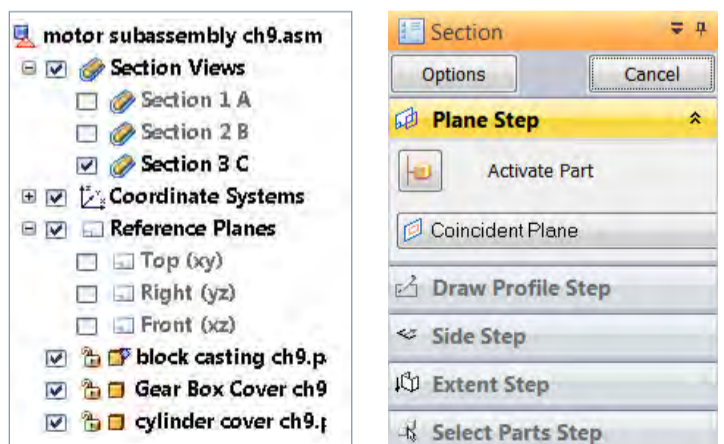 motor subassembly ch9.asm
Section Views
Section 1 A
Section 2 B
Section 3 C
Coordinate Systems
Reference Planes
Top (xy)
Right (yz)
Front (xz)
block casting ch9.p
Gear Box Cover ch9
cylinder cover ch9.p
Section
Options
Cancel
Plane Step
Activate Part
Coincident Plane
Draw Profile Step
Side Step
Extent Step
Select Parts Step